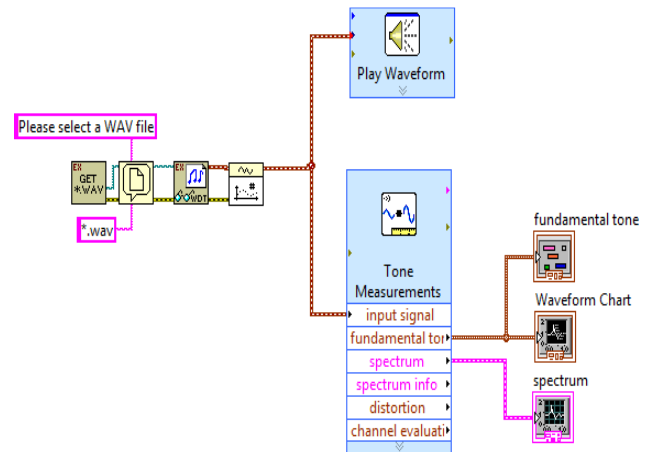 Play Waveform
Please select a WAV file
EX
GET
*.WAV
EX
WDT
*.wav
Tone
Measurements
input signal
fundamental tor
spectrum
spectrum info
distortion
channel evaluati
fundamental tone
Waveform Chart
spectrum